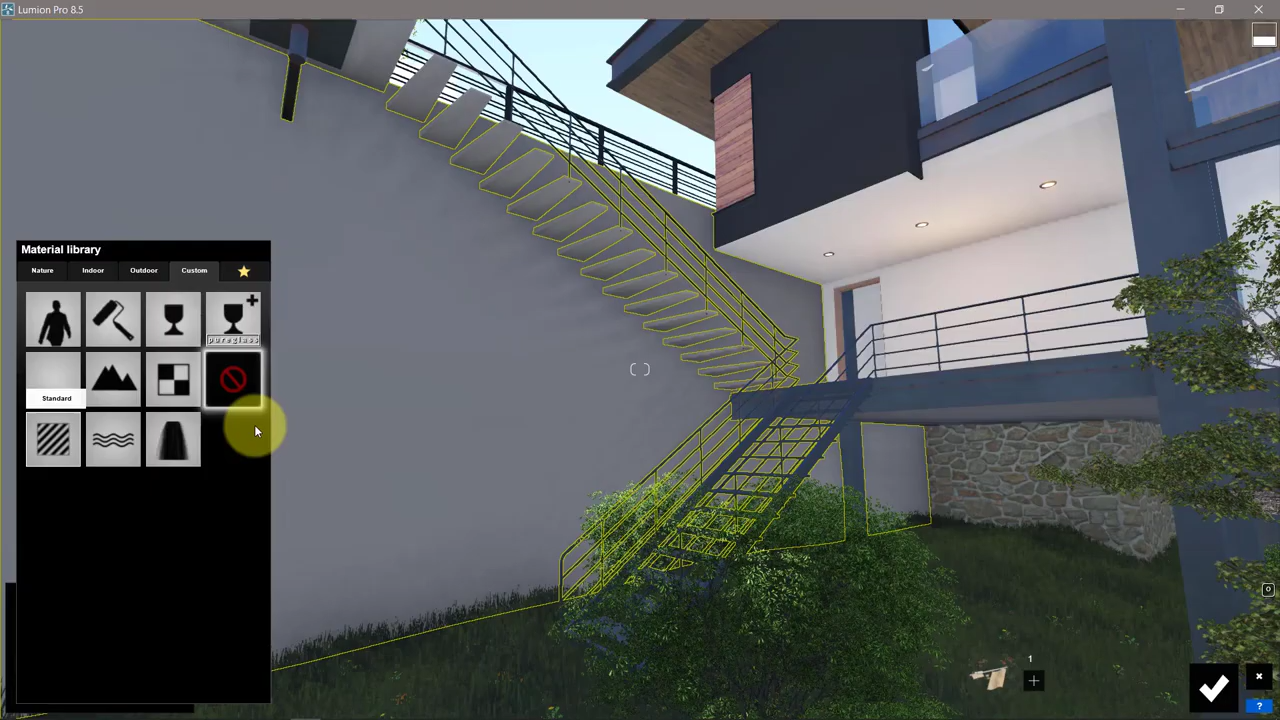 Lumion Pro 8.5
Material library
Nature Indoor Outdoor Custom
pureglass
Standard
1
?